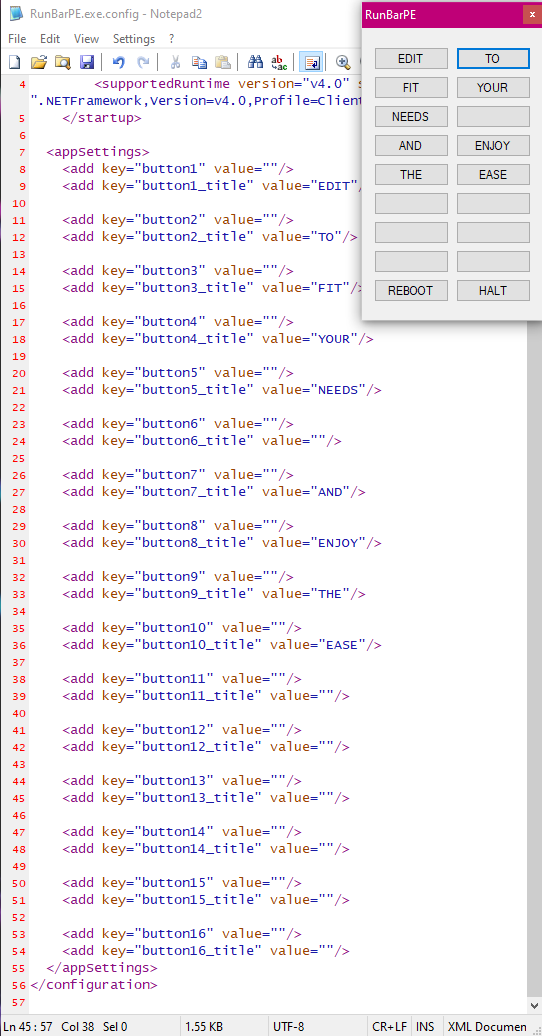 RunBarPE.exe.config - Notepad2
File Edit View Settings ?
4 <supportedRuntime version="v4.0" s
".NETFramework,Version=v4.0,Profile=Client
5 </startup>
6
7 <appSettings>
8 <add key="button1" value=""/>
9 <add key="button1_title" value="EDIT"/
10
11 <add key="button2" value=""/>
12 <add key="button2_title" value="TO"/>
13
14 <add key="button3" value=""/>
15 <add key="button3_title" value="FIT"/>
16
17 <add key="button4" value=""/>
18 <add key="button4_title" value="YOUR"/>
19
20 <add key="button5" value=""/>
21 <add key="button5_title" value="NEEDS"/>
22
23 <add key="button6" value=""/>
24 <add key="button6_title" value=""/>
25
26 <add key="button7" value=""/>
27 <add key="button7_title" value="AND"/>
28
29 <add key="button8" value=""/>
30 <add key="button8_title" value="ENJOY"/>
31
32 <add key="button9" value=""/>
33 <add key="button9_title" value="THE"/>
34
35 <add key="button10" value=""/>
36 <add key="button10_title" value="EASE"/>
37
38 <add key="button11" value=""/>
39 <add key="button11_title" value=""/>
40
41 <add key="button12" value=""/>
42 <add key="button12_title" value=""/>
43
44 <add key="button13" value=""/>
45 <add key="button13_title" value=""/>
46
47 <add key="button14" value=""/>
48 <add key="button14_title" value=""/>
49
50 <add key="button15" value=""/>
51 <add key="button15_title" value=""/>
52
53 <add key="button16" value=""/>
54 <add key="button16_title" value=""/>
55 </appSettings>
56 </configuration>
57
Ln 45 : 57 Col 38 Sel 0 1.55 KB UTF-8 CR+LF INS XML Documen
RunBarPE x
EDIT TO
FIT YOUR
NEEDS
AND ENJOY
THE EASE
REBOOT HALT